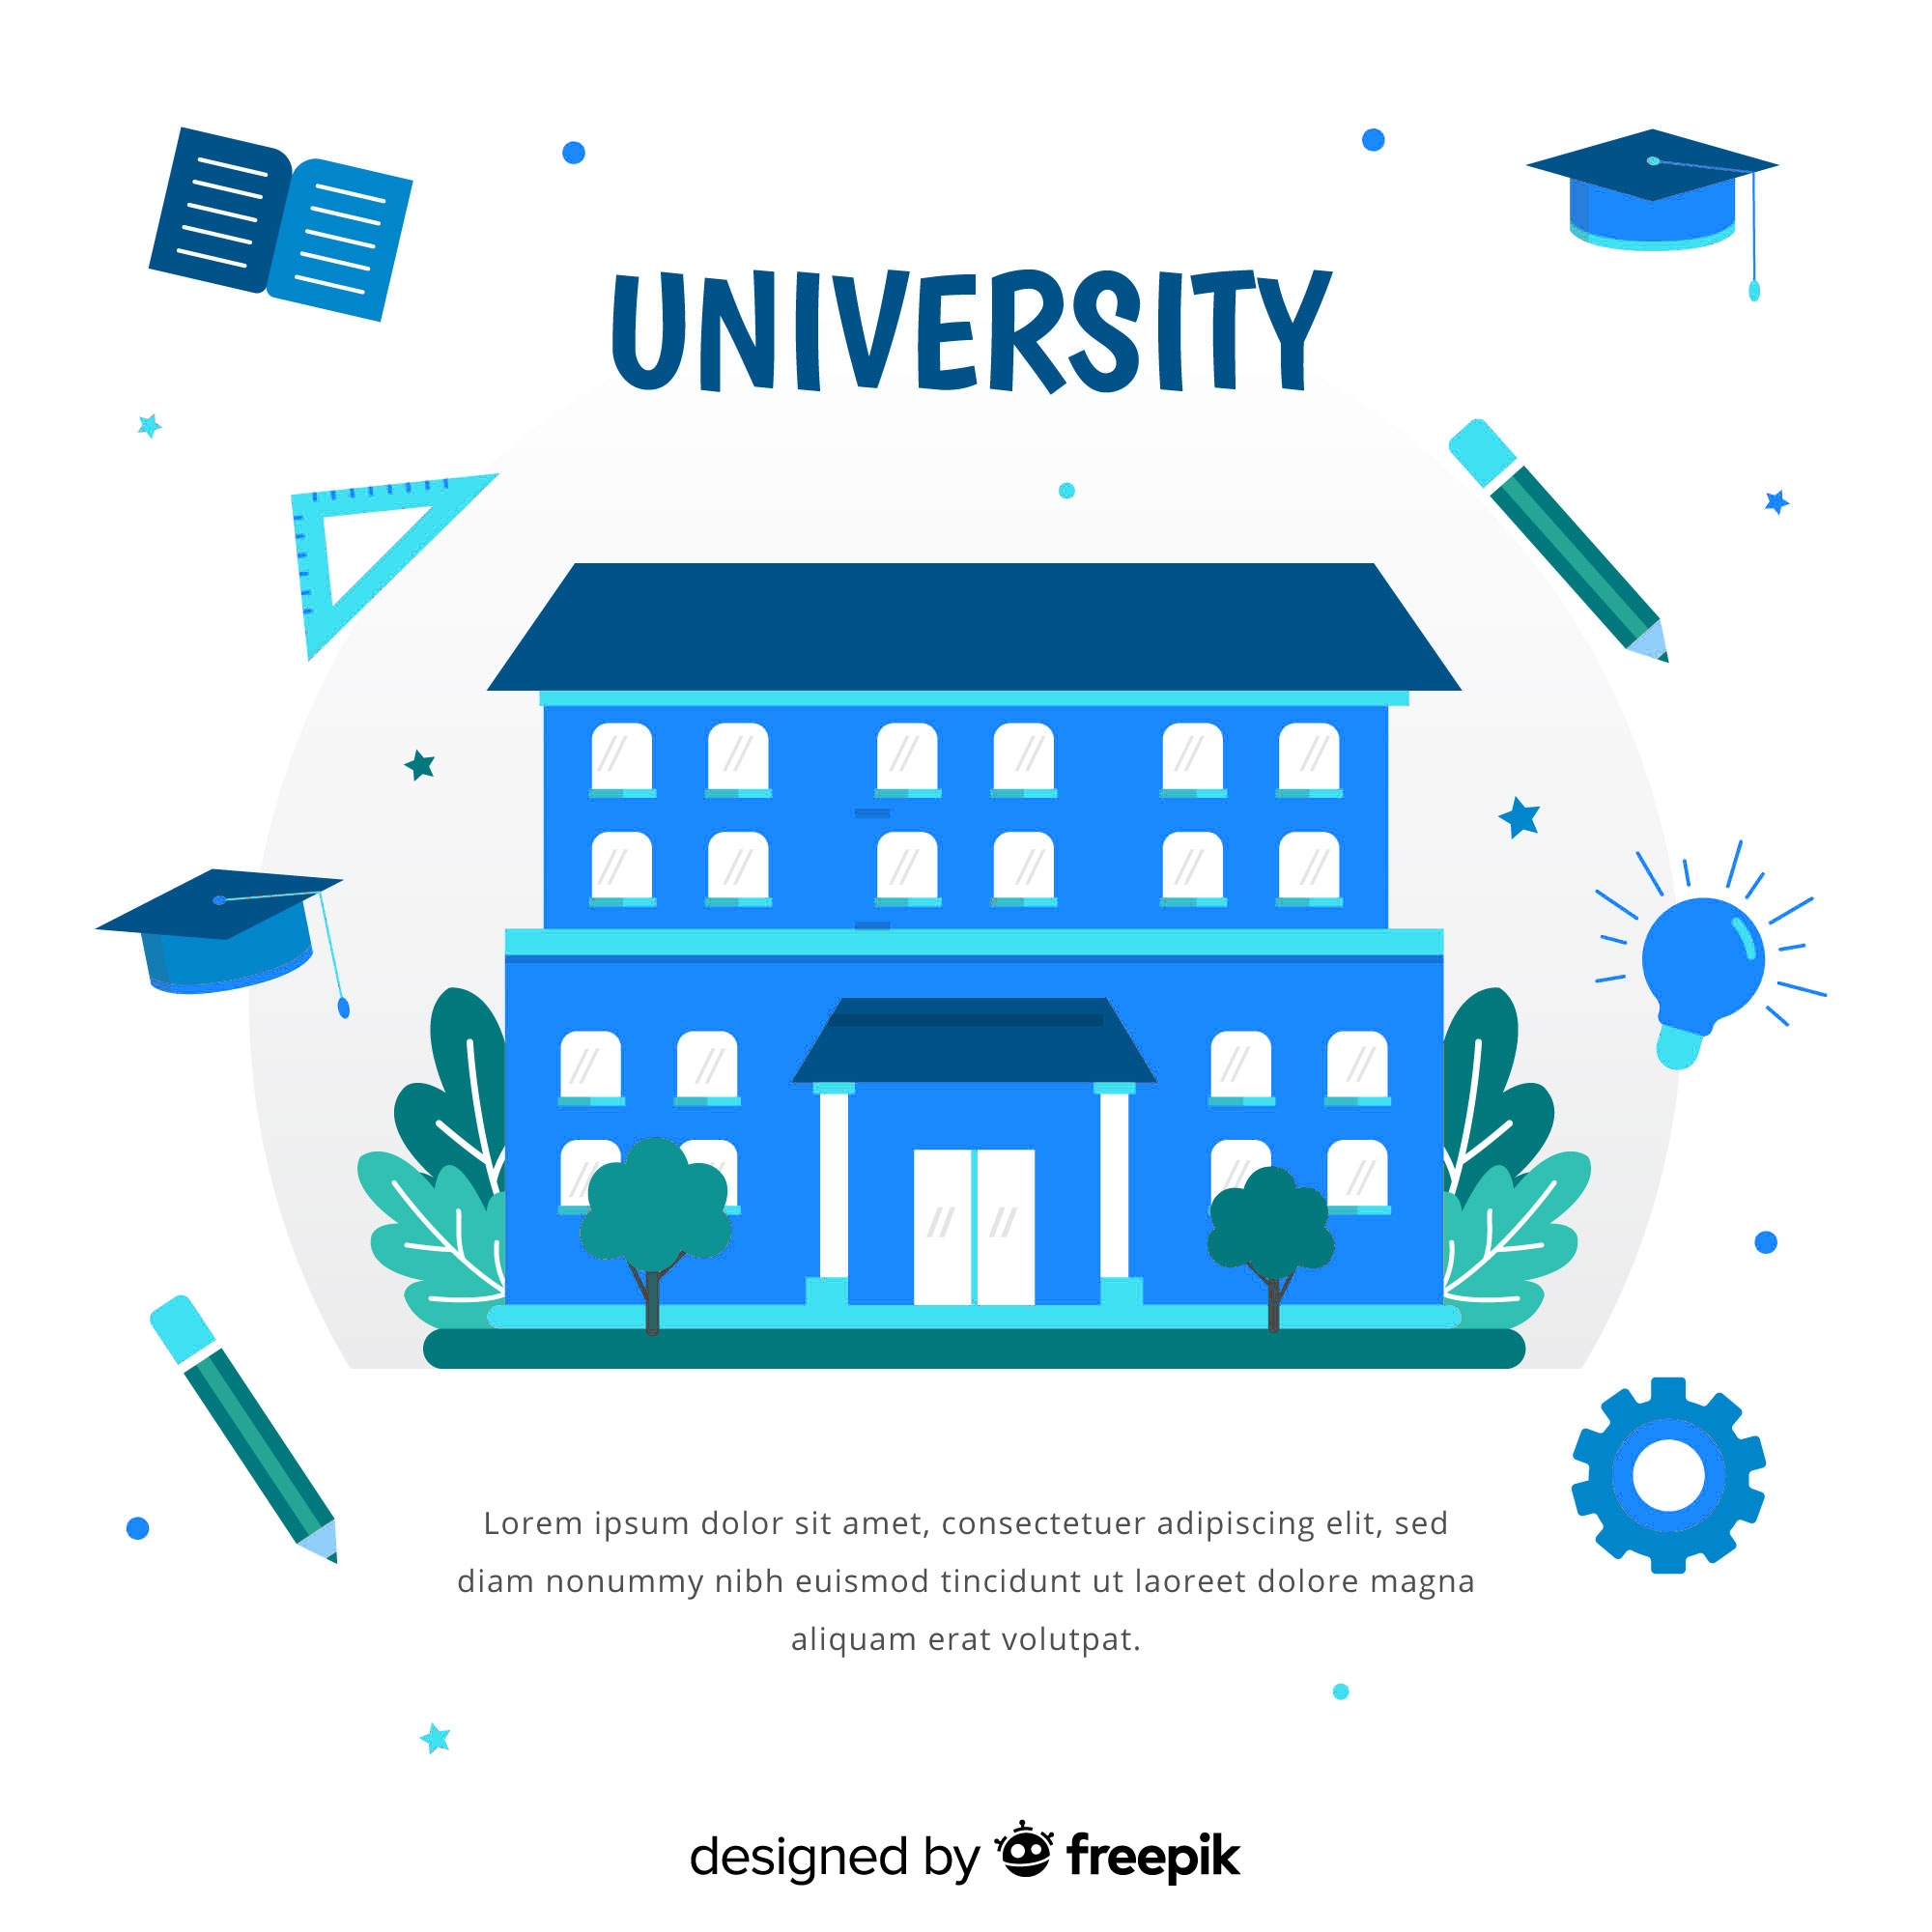 UNIVERSITY
Lorem ipsum dolor sit amet, consectetuer adipiscing elit, sed
diam nonummy nibh euismod tincidunt ut laoreet dolore magna
aliquam erat volutpat.
designed by freepik